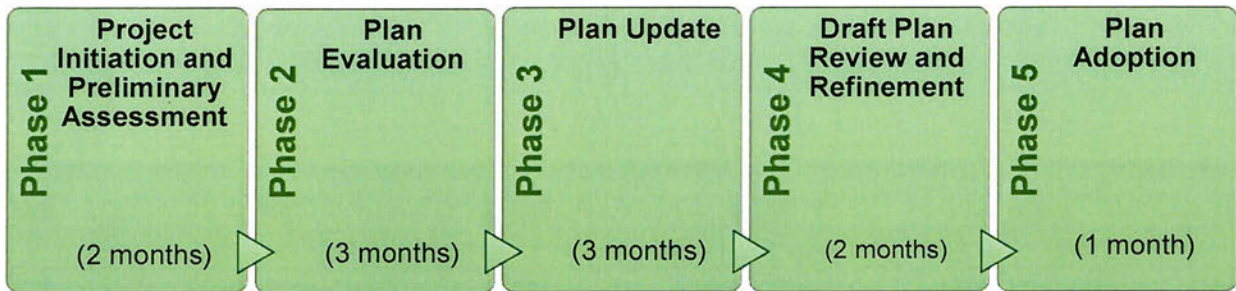 Phase 1
Project
Initiation and
Preliminary
Assessment
(2 months)
Phase 2
Plan
Evaluation
(3 months)
Phase 3
Plan Update
(3 months)
Phase 4
Draft Plan
Review and
Refinement
(2 months)
Phase 5
Plan
Adoption
(1 month)